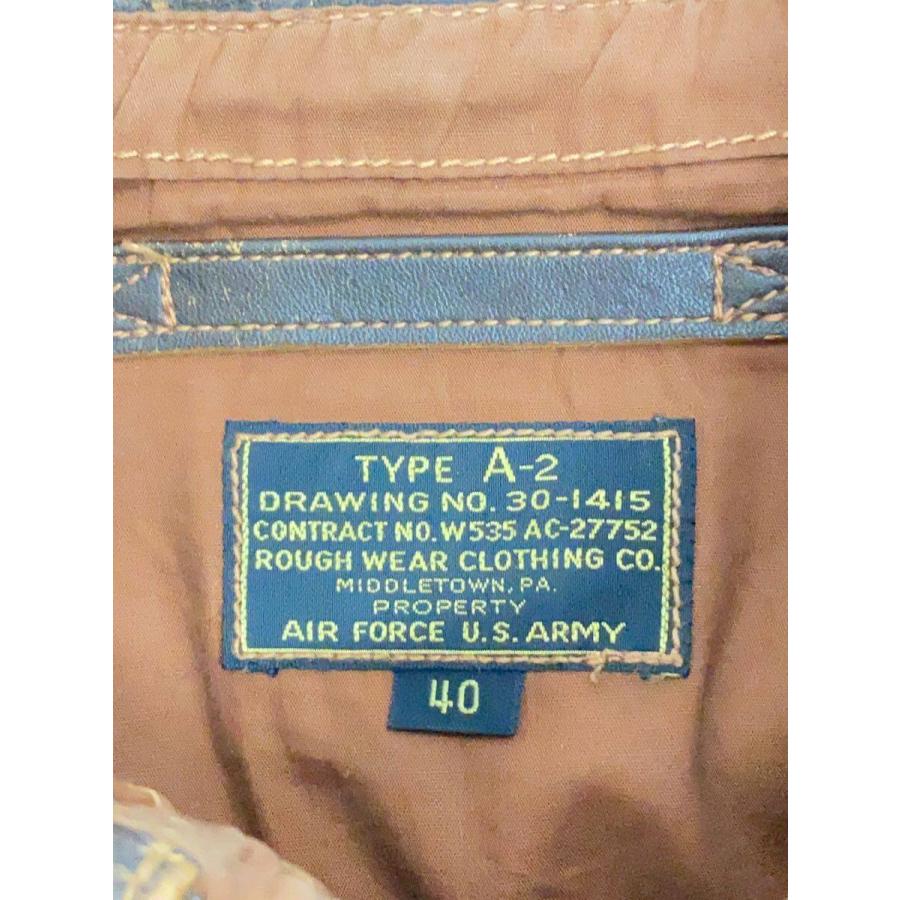 TYPE A-2
DRAWING NO. 30-1415
CONTRACT NO. W535 AC-27752
ROUGH WEAR CLOTHING CO.
MIDDLETOWN, PA.
PROPERTY
AIR FORCE U.S. ARMY
40